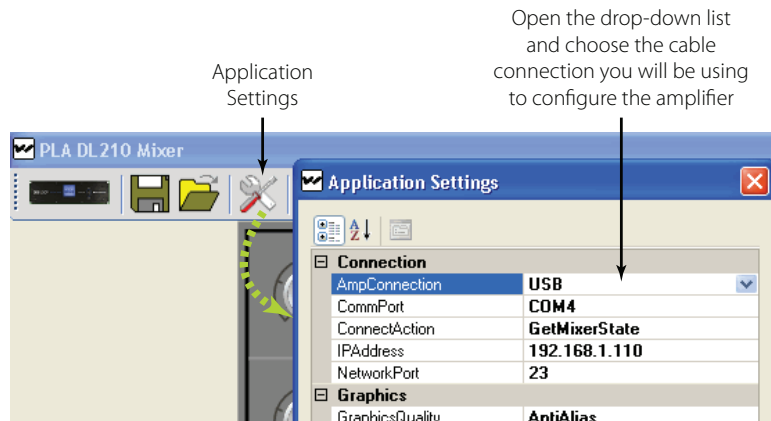 Open the drop-down list
and choose the cable
connection you will be using
to configure the amplifier
Application
Settings
PLA DL210 Mixer
Application Settings
Connection
AmpConnection USB
CommPort COM4
ConnectAction GetMixerState
IPAddress 192.168.1.110
NetworkPort 23
Graphics
GraphicsQuality AntiAlias